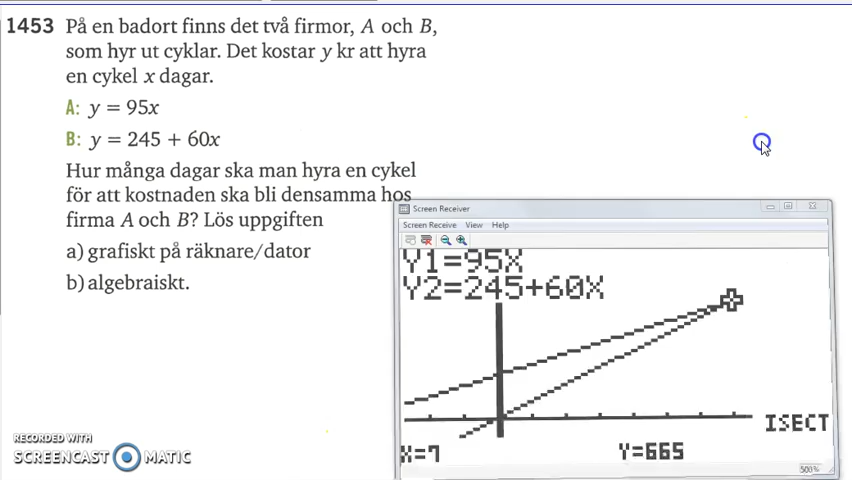 1453 På en badort finns det två firmor, A och B,
som hyr ut cyklar. Det kostar y kr att hyra
en cykel x dagar.
A: y = 95x
B: y = 245 + 60x
Hur många dagar ska man hyra en cykel
för att kostnaden ska bli densamma hos
firma A och B? Lös uppgiften
a) grafiskt på räknare/dator
b) algebraiskt.
Screen Receiver
Screen Receive View Help
Y1=95X
Y2=245+60X
ISECT
X=7 Y=665
500%
RECORDED WITH
SCREENCAST MATIC